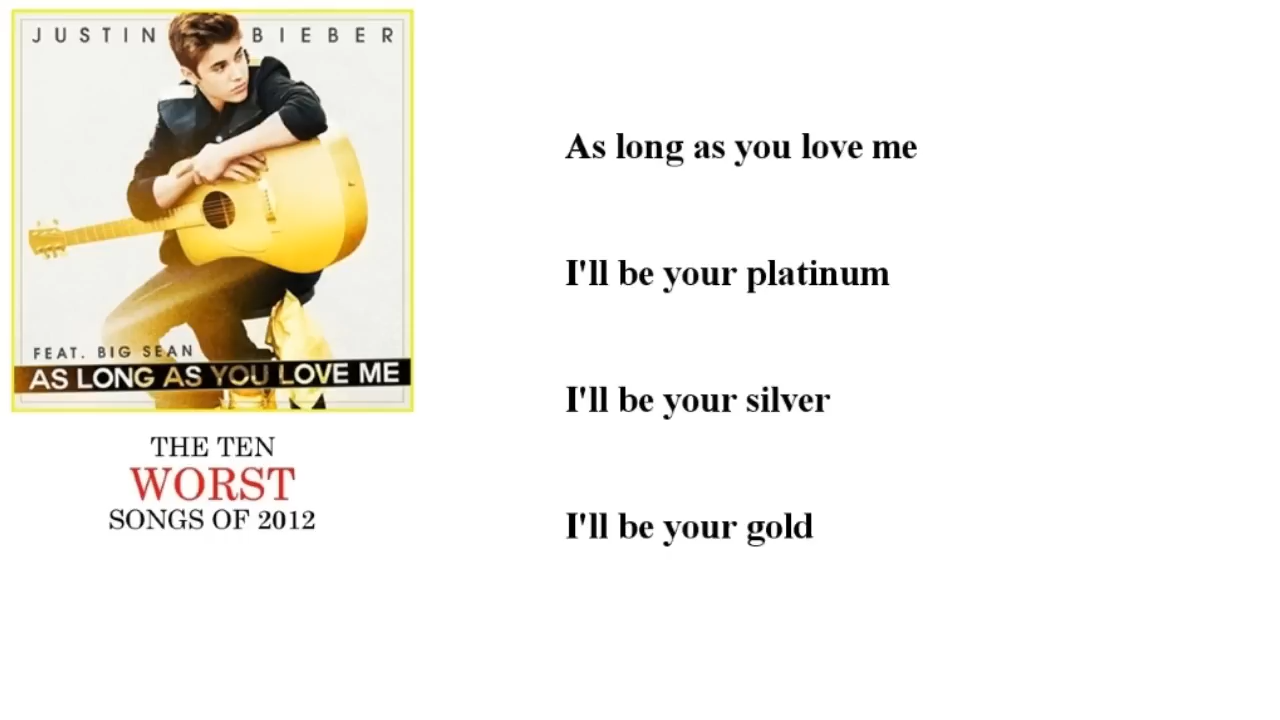 JUSTIN BIEBER
FEAT. BIG SEAN
AS LONG AS YOU LOVE ME
THE TEN
WORST
SONGS OF 2012
As long as you love me
I'll be your platinum
I'll be your silver
I'll be your gold